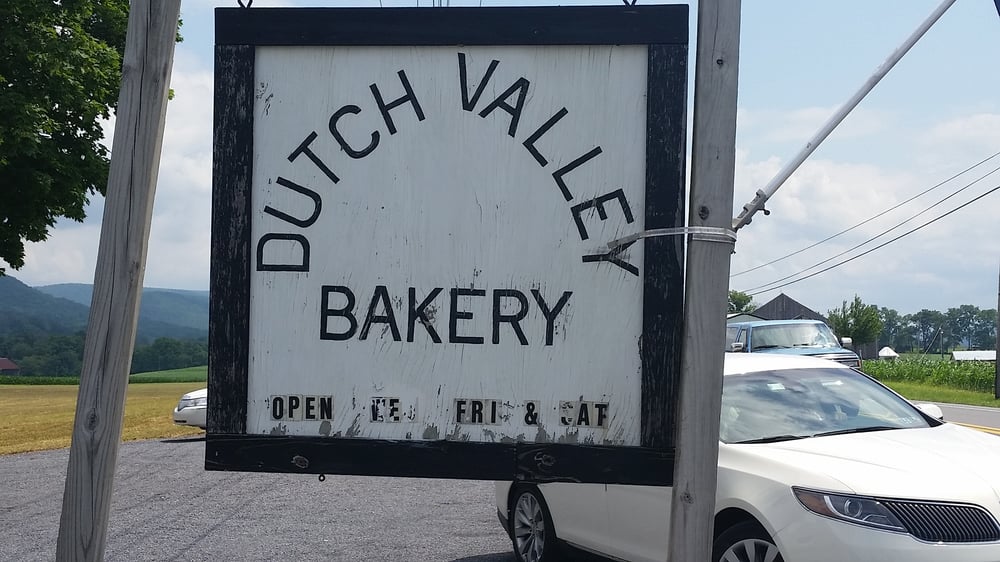 DUTCH VALLEY
BAKERY
OPEN FRI & SAT